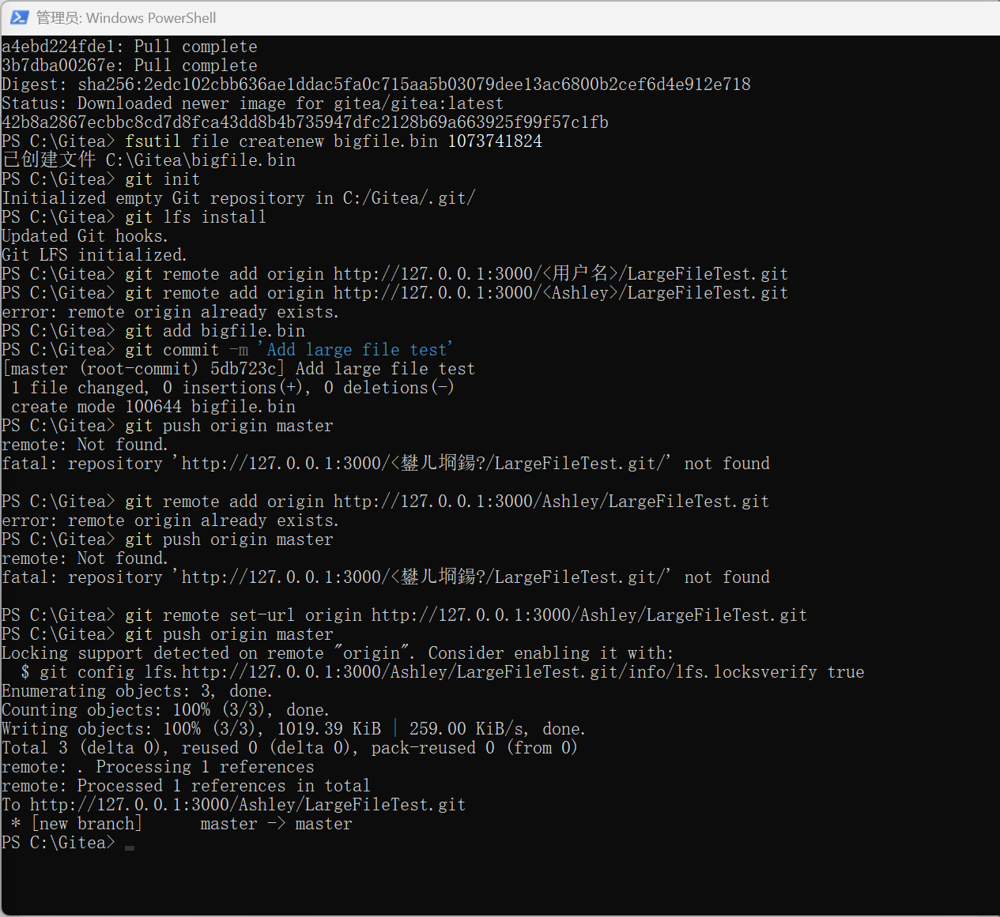 管理员: Windows PowerShell
a4ebd224fde1: Pull complete
3b7dba00267e: Pull complete
Digest: sha256:2edc102cbb636ae1ddac5fa0c715aa5b03079dee13ac6800b2cef6d4e912e718
Status: Downloaded newer image for gitea/gitea:latest
42b8a2867ecbbc8cd7d8fca43dd8b4b735947dfc2128b69a663925f99f57c1fb
PS C:\Gitea> fsutil file createnew bigfile.bin 1073741824
已创建文件 C:\Gitea\bigfile.bin
PS C:\Gitea> git init
Initialized empty Git repository in C:/Gitea/.git/
PS C:\Gitea> git lfs install
Updated Git hooks.
Git LFS initialized.
PS C:\Gitea> git remote add origin http://127.0.0.1:3000/<用户名>/LargeFileTest.git
PS C:\Gitea> git remote add origin http://127.0.0.1:3000/<Ashley>/LargeFileTest.git
error: remote origin already exists.
PS C:\Gitea> git add bigfile.bin
PS C:\Gitea> git commit -m 'Add large file test'
[master (root-commit) 5db723c] Add large file test
 1 file changed, 0 insertions(+), 0 deletions(-)
 create mode 100644 bigfile.bin
PS C:\Gitea> git push origin master
remote: Not found.
fatal: repository 'http://127.0.0.1:3000/<鐢ㄦ埛鍚?/LargeFileTest.git/' not found
PS C:\Gitea> git remote add origin http://127.0.0.1:3000/Ashley/LargeFileTest.git
error: remote origin already exists.
PS C:\Gitea> git push origin master
remote: Not found.
fatal: repository 'http://127.0.0.1:3000/<鐢ㄦ埛鍚?/LargeFileTest.git/' not found
PS C:\Gitea> git remote set-url origin http://127.0.0.1:3000/Ashley/LargeFileTest.git
PS C:\Gitea> git push origin master
Locking support detected on remote "origin". Consider enabling it with:
  $ git config lfs.http://127.0.0.1:3000/Ashley/LargeFileTest.git/info/lfs.locksverify true
Enumerating objects: 3, done.
Counting objects: 100% (3/3), done.
Writing objects: 100% (3/3), 1019.39 KiB | 259.00 KiB/s, done.
Total 3 (delta 0), reused 0 (delta 0), pack-reused 0 (from 0)
remote: . Processing 1 references
remote: Processed 1 references in total
To http://127.0.0.1:3000/Ashley/LargeFileTest.git
 * [new branch]      master -> master
PS C:\Gitea>